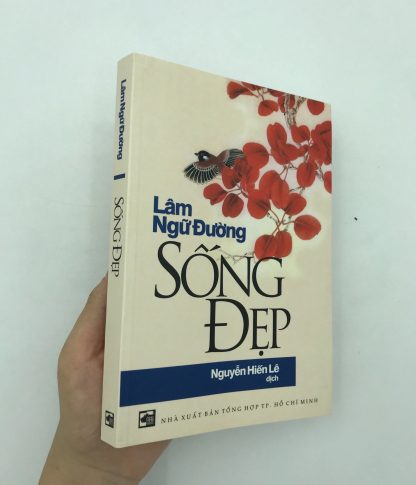 Lâm Ngữ Đường
SỐNG ĐẸP
Lâm
Ngữ Đường
SỐNG
ĐẸP
Nguyễn Hiến Lê
dịch
NHÀ XUẤT BẢN TỔNG HỢP TP. HỒ CHÍ MINH